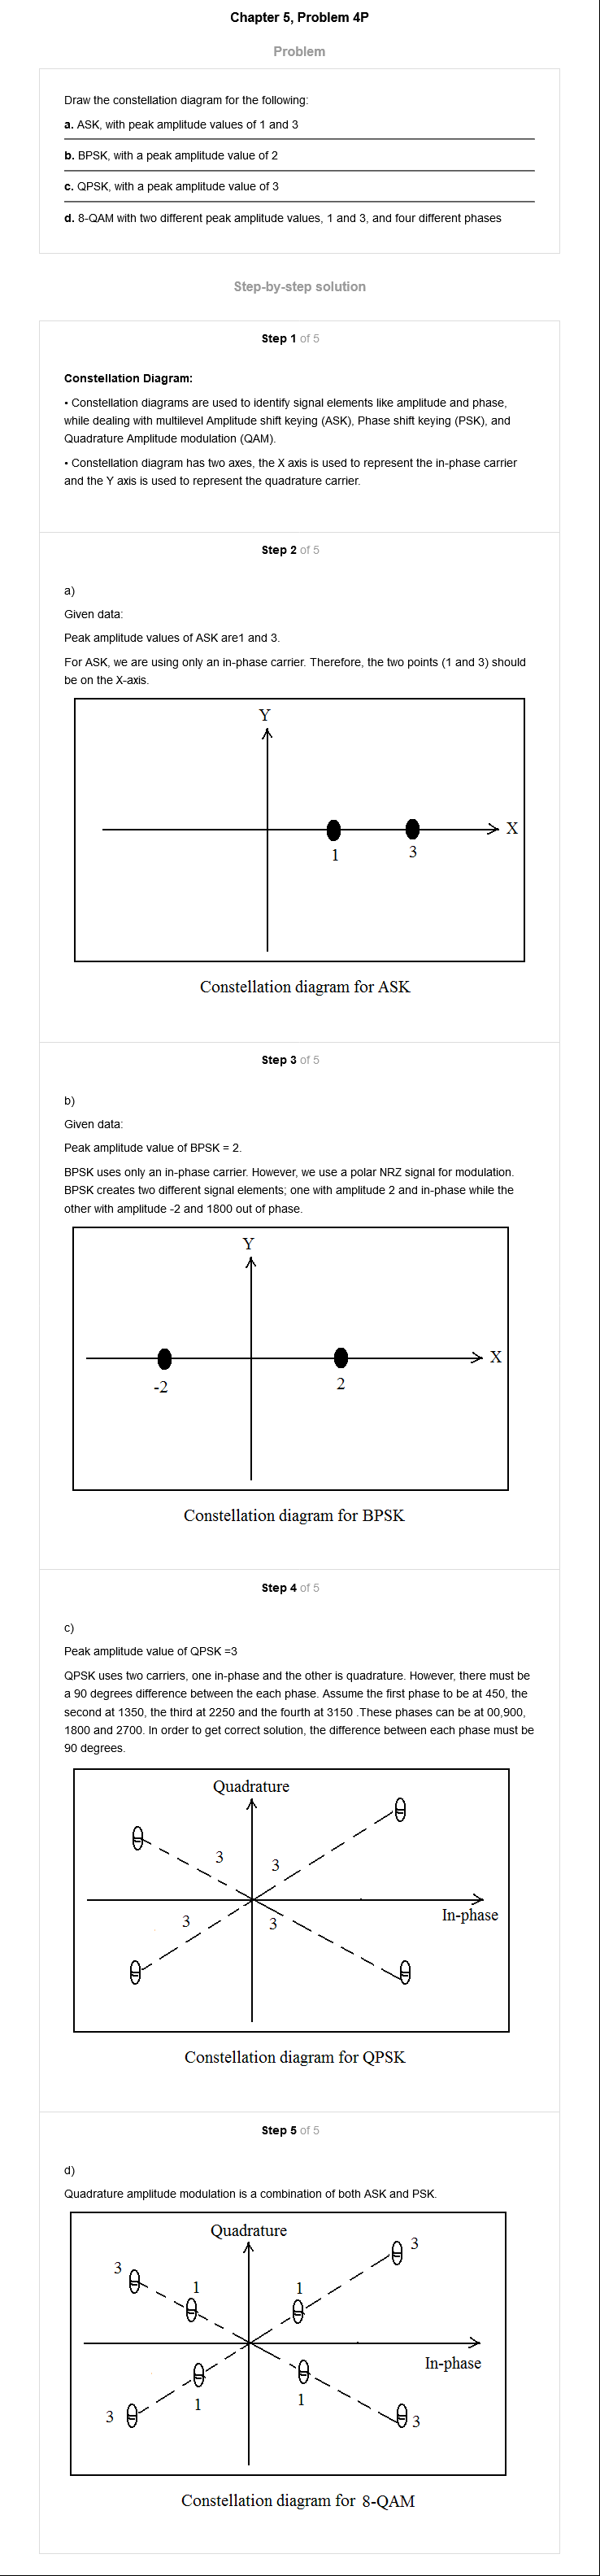 Chapter 5, Problem 4P
Problem
Draw the constellation diagram for the following:
a. ASK, with peak amplitude values of 1 and 3
b. BPSK, with a peak amplitude value of 2
c. QPSK, with a peak amplitude value of 3
d. 8-QAM with two different peak amplitude values, 1 and 3, and four different phases
Step-by-step solution
Step 1 of 5
Constellation Diagram:
• Constellation diagrams are used to identify signal elements like amplitude and phase,
while dealing with multilevel Amplitude shift keying (ASK), Phase shift keying (PSK), and
Quadrature Amplitude modulation (QAM).
• Constellation diagram has two axes, the X axis is used to represent the in-phase carrier
and the Y axis is used to represent the quadrature carrier.
Step 2 of 5
a)
Given data:
Peak amplitude values of ASK are1 and 3.
For ASK, we are using only an in-phase carrier. Therefore, the two points (1 and 3) should
be on the X-axis.
Y
X
1
3
Constellation diagram for ASK
Step 3 of 5
b)
Given data:
Peak amplitude value of BPSK = 2.
BPSK uses only an in-phase carrier. However, we use a polar NRZ signal for modulation.
BPSK creates two different signal elements; one with amplitude 2 and in-phase while the
other with amplitude -2 and 1800 out of phase.
Y
X
-2
2
Constellation diagram for BPSK
Step 4 of 5
c)
Peak amplitude value of QPSK =3
QPSK uses two carriers, one in-phase and the other is quadrature. However, there must be
a 90 degrees difference between the each phase. Assume the first phase to be at 450, the
second at 1350, the third at 2250 and the fourth at 3150 .These phases can be at 00,900,
1800 and 2700. In order to get correct solution, the difference between each phase must be
90 degrees.
Quadrature
3
3
In-phase
3
3
Constellation diagram for QPSK
Step 5 of 5
d)
Quadrature amplitude modulation is a combination of both ASK and PSK.
Quadrature
3
3
1
1
In-phase
1
1
3
3
Constellation diagram for 8-QAM